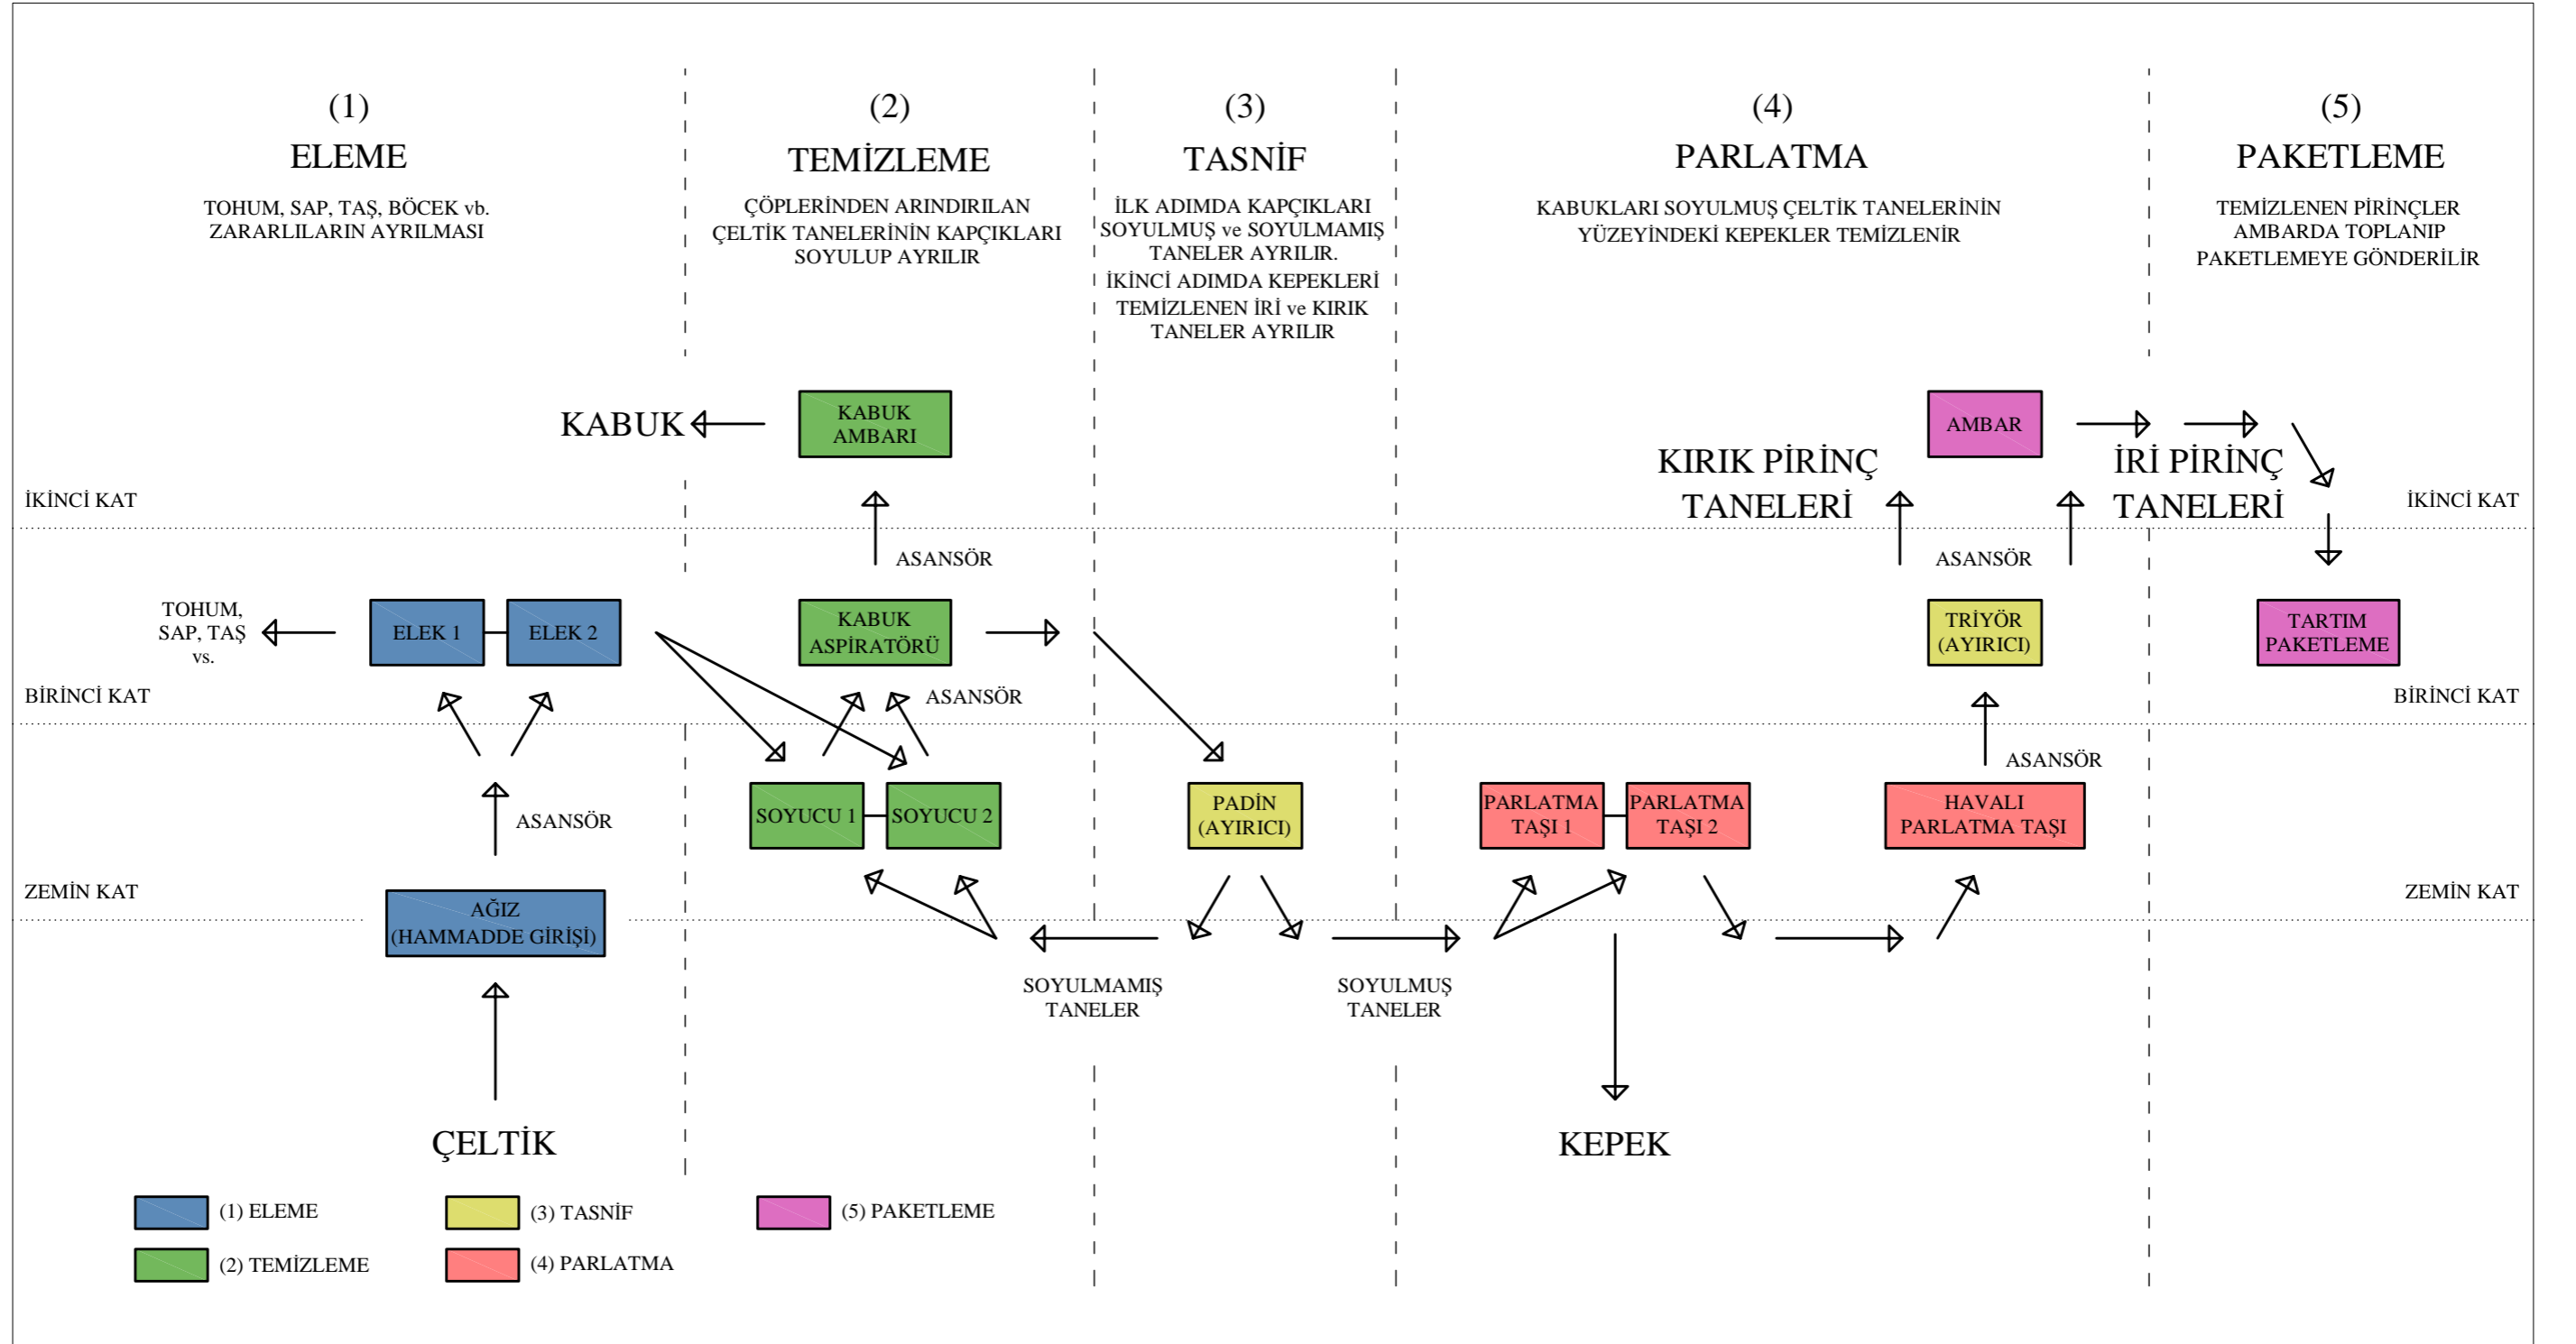 (1)
ELEME
TOHUM, SAP, TAŞ, BÖCEK vb.
ZARARLILARIN AYRILMASI
(2)
TEMİZLEME
ÇÖPLERİNDEN ARINDIRILAN
ÇELTİK TANELERİNİN KAPÇIKLARI
SOYULUP AYRILIR
(3)
TASNİF
İLK ADIMDA KAPÇIKLARI
SOYULMUŞ ve SOYULMAMIŞ
TANELER AYRILIR.
İKİNCİ ADIMDA KEPEKLERİ
TEMİZLENEN İRİ ve KIRIK
TANELER AYRILIR
(4)
PARLATMA
KABUKLARI SOYULMUŞ ÇELTİK TANELERİNİN
YÜZEYİNDEKİ KEPEKLER TEMİZLENİR
(5)
PAKETLEME
TEMİZLENEN PİRİNÇLER
AMBARDA TOPLANIP
PAKETLEMEYE GÖNDERİLİR
KABUK
KABUK
AMBARI
AMBAR
KIRIK PİRİNÇ
TANELERİ
İRİ PİRİNÇ
TANELERİ
İKİNCİ KAT
İKİNCİ KAT
ASANSÖR
ASANSÖR
TOHUM,
SAP, TAŞ
vs.
ELEK 1
ELEK 2
KABUK
ASPİRATÖRÜ
TRİYÖR
(AYIRICI)
TARTIM
PAKETLEME
BİRİNCİ KAT
ASANSÖR
BİRİNCİ KAT
ASANSÖR
ASANSÖR
SOYUCU 1
SOYUCU 2
PADİN
(AYIRICI)
PARLATMA
TAŞI 1
PARLATMA
TAŞI 2
HAVALI
PARLATMA TAŞI
ZEMİN KAT
ZEMİN KAT
AĞIZ
(HAMMADDE GİRİŞİ)
SOYULMAMIŞ
TANELER
SOYULMUŞ
TANELER
ÇELTİK
KEPEK
(1) ELEME
(3) TASNİF
(5) PAKETLEME
(2) TEMİZLEME
(4) PARLATMA